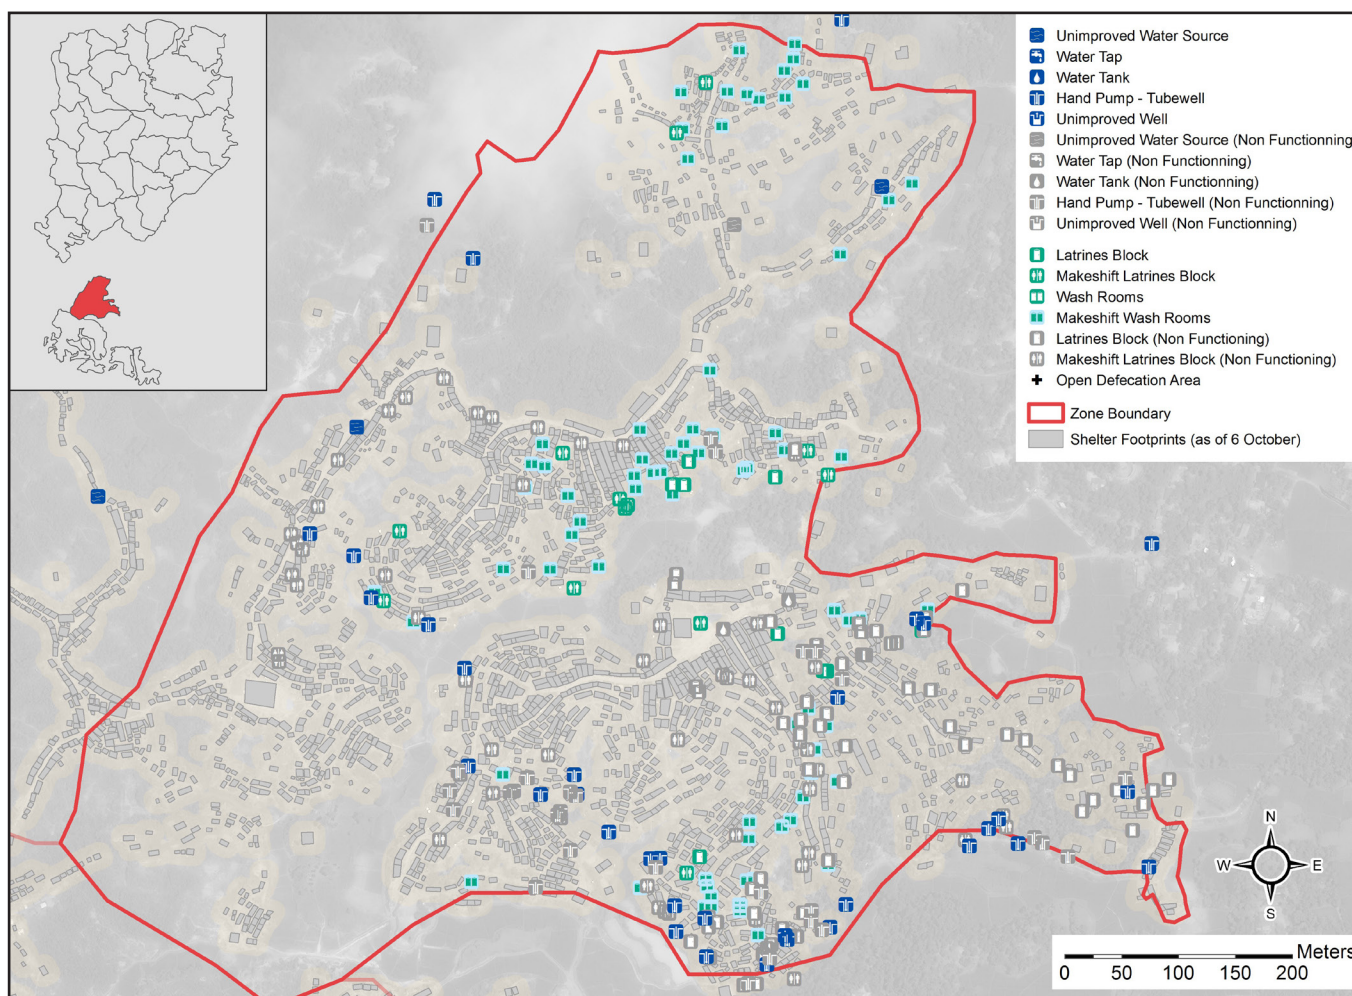 Unimproved Water Source
Water Tap
Water Tank
Hand Pump - Tubewell
Unimproved Well
Unimproved Water Source (Non Functionning
Water Tap (Non Functionning)
Water Tank (Non Functionning)
Hand Pump - Tubewell (Non Functionning)
Unimproved Well (Non Functionning)
Latrines Block
Makeshift Latrines Block
Wash Rooms
Makeshift Wash Rooms
Latrines Block (Non Functioning)
Makeshift Latrines Block (Non Functioning)
Open Defecation Area
Zone Boundary
Shelter Footprints (as of 6 October)
N
W E
S
Meters
0 50 100 150 200